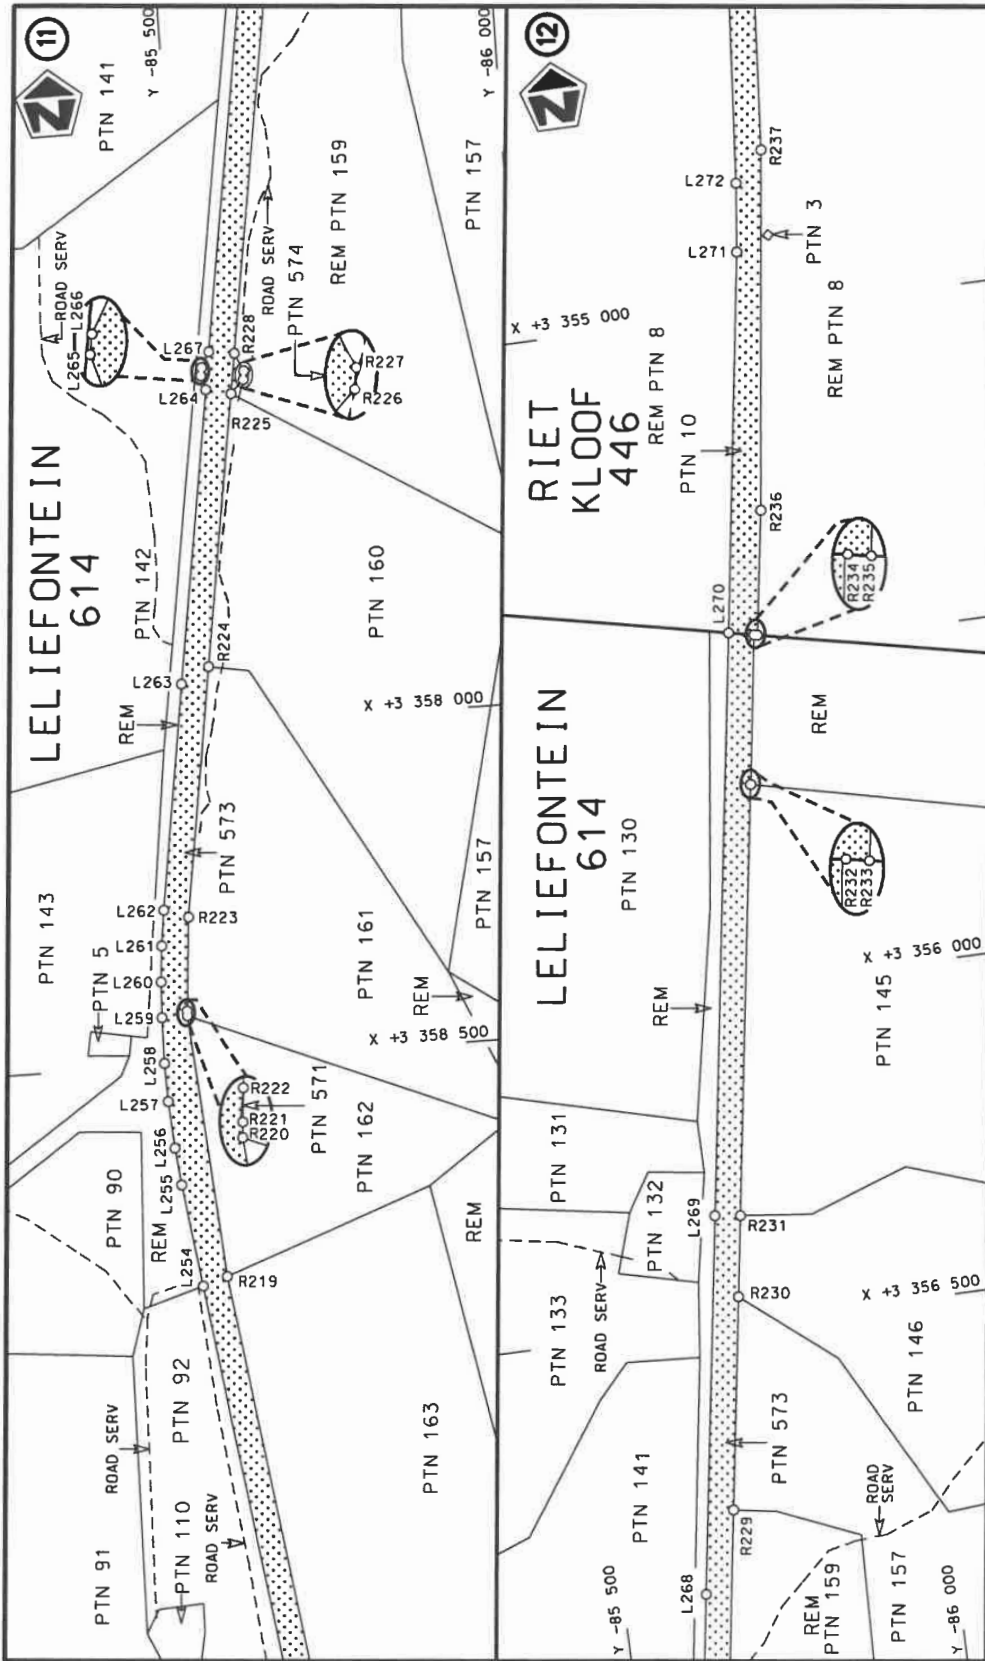 11
N
PTN 141
Y -85 500
Y -86 000
ROAD SERV
L265
L266
L267
L264
R228
R225
ROAD SERV
PTN 574
REM PTN 159
PTN 157
R227
R226
LELIEFONTEIN
614
PTN 142
L263
REM
R224
PTN 160
X +3 358 000
PTN 143
L262
L261
L260
L259
L258
L257
L256
L255
L254
PTN 5
R223
PTN 573
PTN 161
PTN 157
REM
X +3 358 500
R222
R221
R220
PTN 571
PTN 162
PTN 90
REM
R219
REM
PTN 92
ROAD SERV
PTN 91
PTN 110
ROAD SERV
PTN 163
12
N
R237
L272
L271
PTN 3
X +3 355 000
RIET
KLOOF
446
REM PTN 8
PTN 10
REM PTN 8
R236
L270
R234
R235
LELIEFONTEIN
614
REM
PTN 130
R232
R233
X +3 356 000
REM
PTN 145
PTN 131
PTN 132
L269
R231
R230
X +3 356 500
PTN 133
ROAD SERV
PTN 146
PTN 141
PTN 573
R229
ROAD
SERV
L268
Y -85 500
REM
PTN 159
PTN 157
Y -86 000